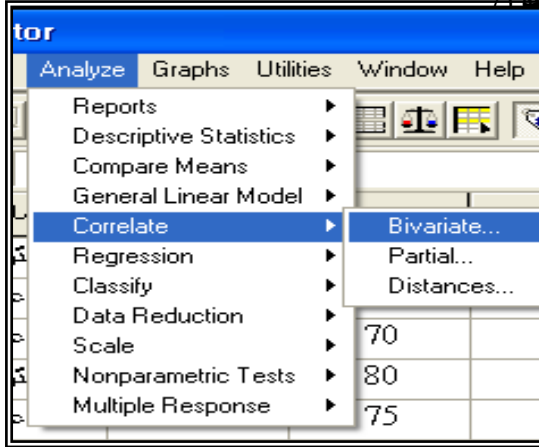 tor
Analyze Graphs Utilities Window Help
Reports
Descriptive Statistics
Compare Means
General Linear Model
Correlate
Bivariate...
Regression
Partial...
Classify
Distances...
Data Reduction
Scale
70
Nonparametric Tests
80
Multiple Response
75